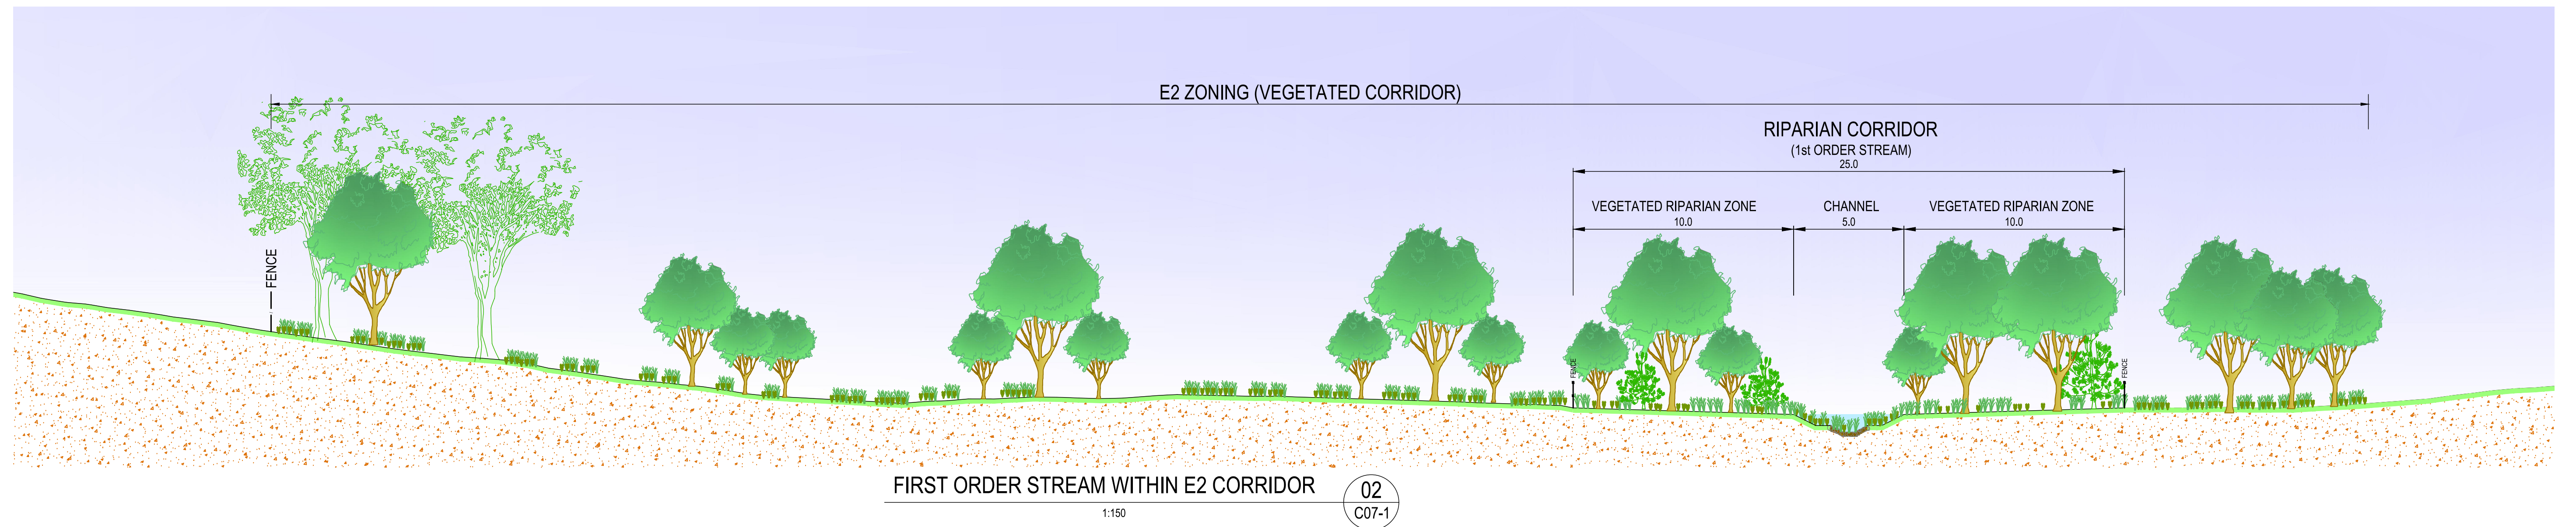 E2 ZONING (VEGETATED CORRIDOR)
RIPARIAN CORRIDOR
(1st ORDER STREAM)
25.0
VEGETATED RIPARIAN ZONE
10.0
CHANNEL
5.0
VEGETATED RIPARIAN ZONE
10.0
FENCE
FENCE
FENCE
FIRST ORDER STREAM WITHIN E2 CORRIDOR
1:150
02
C07-1